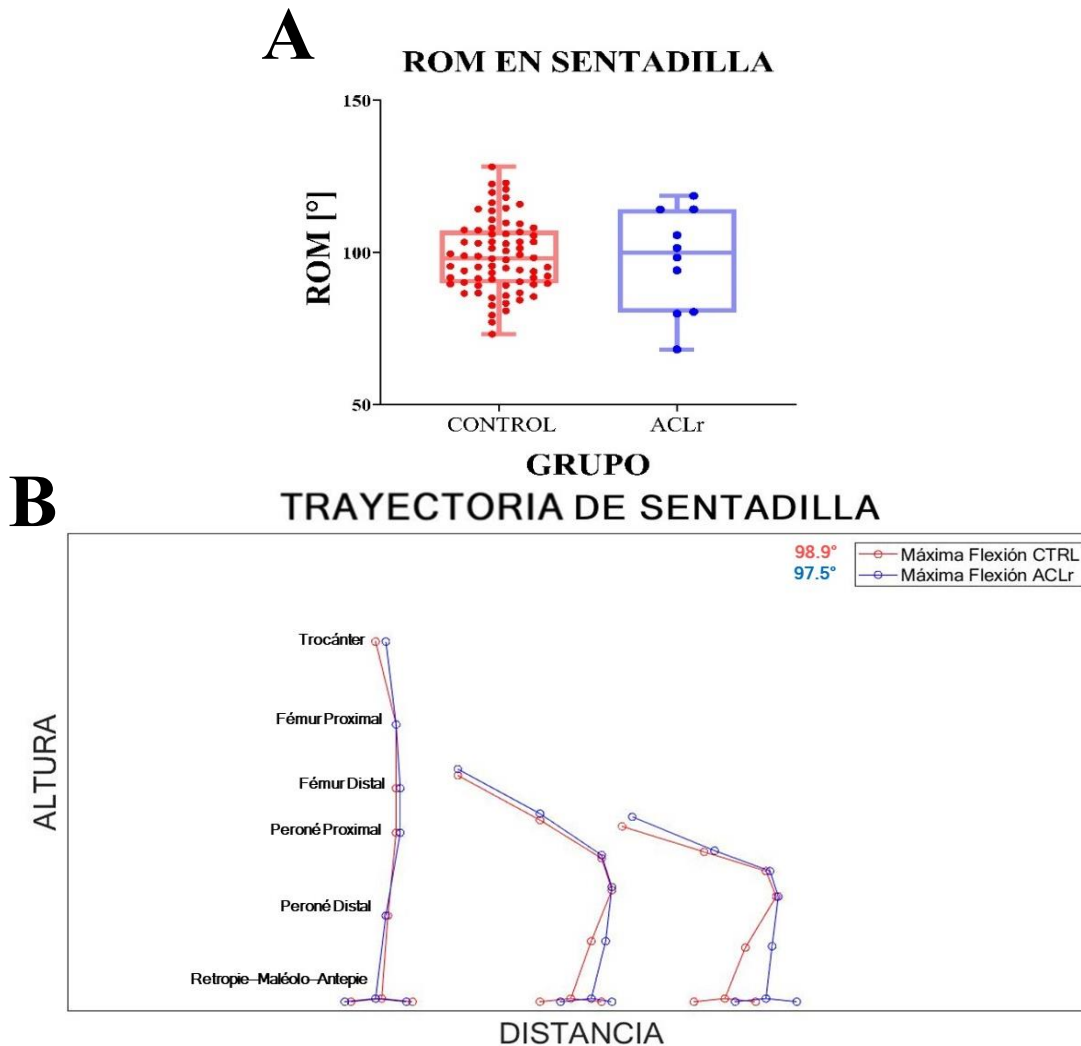 A
ROM EN SENTADILLA
150
100
50
ROM [°]
CONTROL
ACLr
GRUPO
B
TRAYECTORIA DE SENTADILLA
98.9°
Máxima Flexión CTRL
97.5°
Máxima Flexión ACLr
Trocánter
Fémur Proximal
Fémur Distal
Peroné Proximal
Peroné Distal
Retropie-Maléolo-Antepie
ALTURA
DISTANCIA